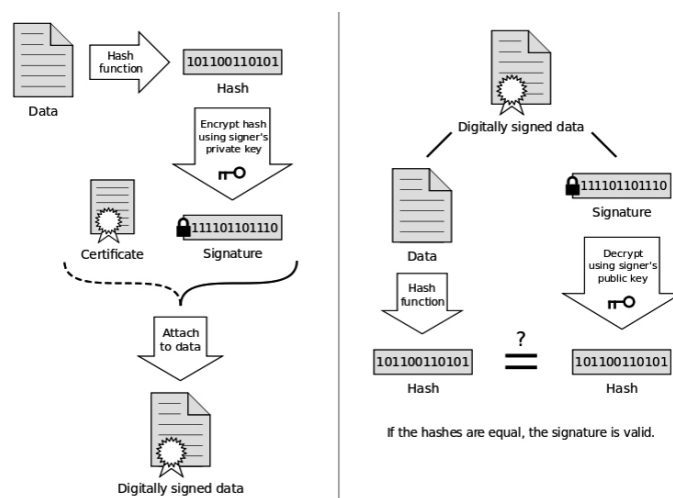 Data
Hash
function
101100110101
Hash
Encrypt hash
using signer's
private key
Certificate
111101101110
Signature
Attach
to data
Digitally signed data
Digitally signed data
Data
111101101110
Signature
Hash
function
Decrypt
using signer's
public key
101100110101
Hash
?
=
101100110101
Hash
If the hashes are equal, the signature is valid.